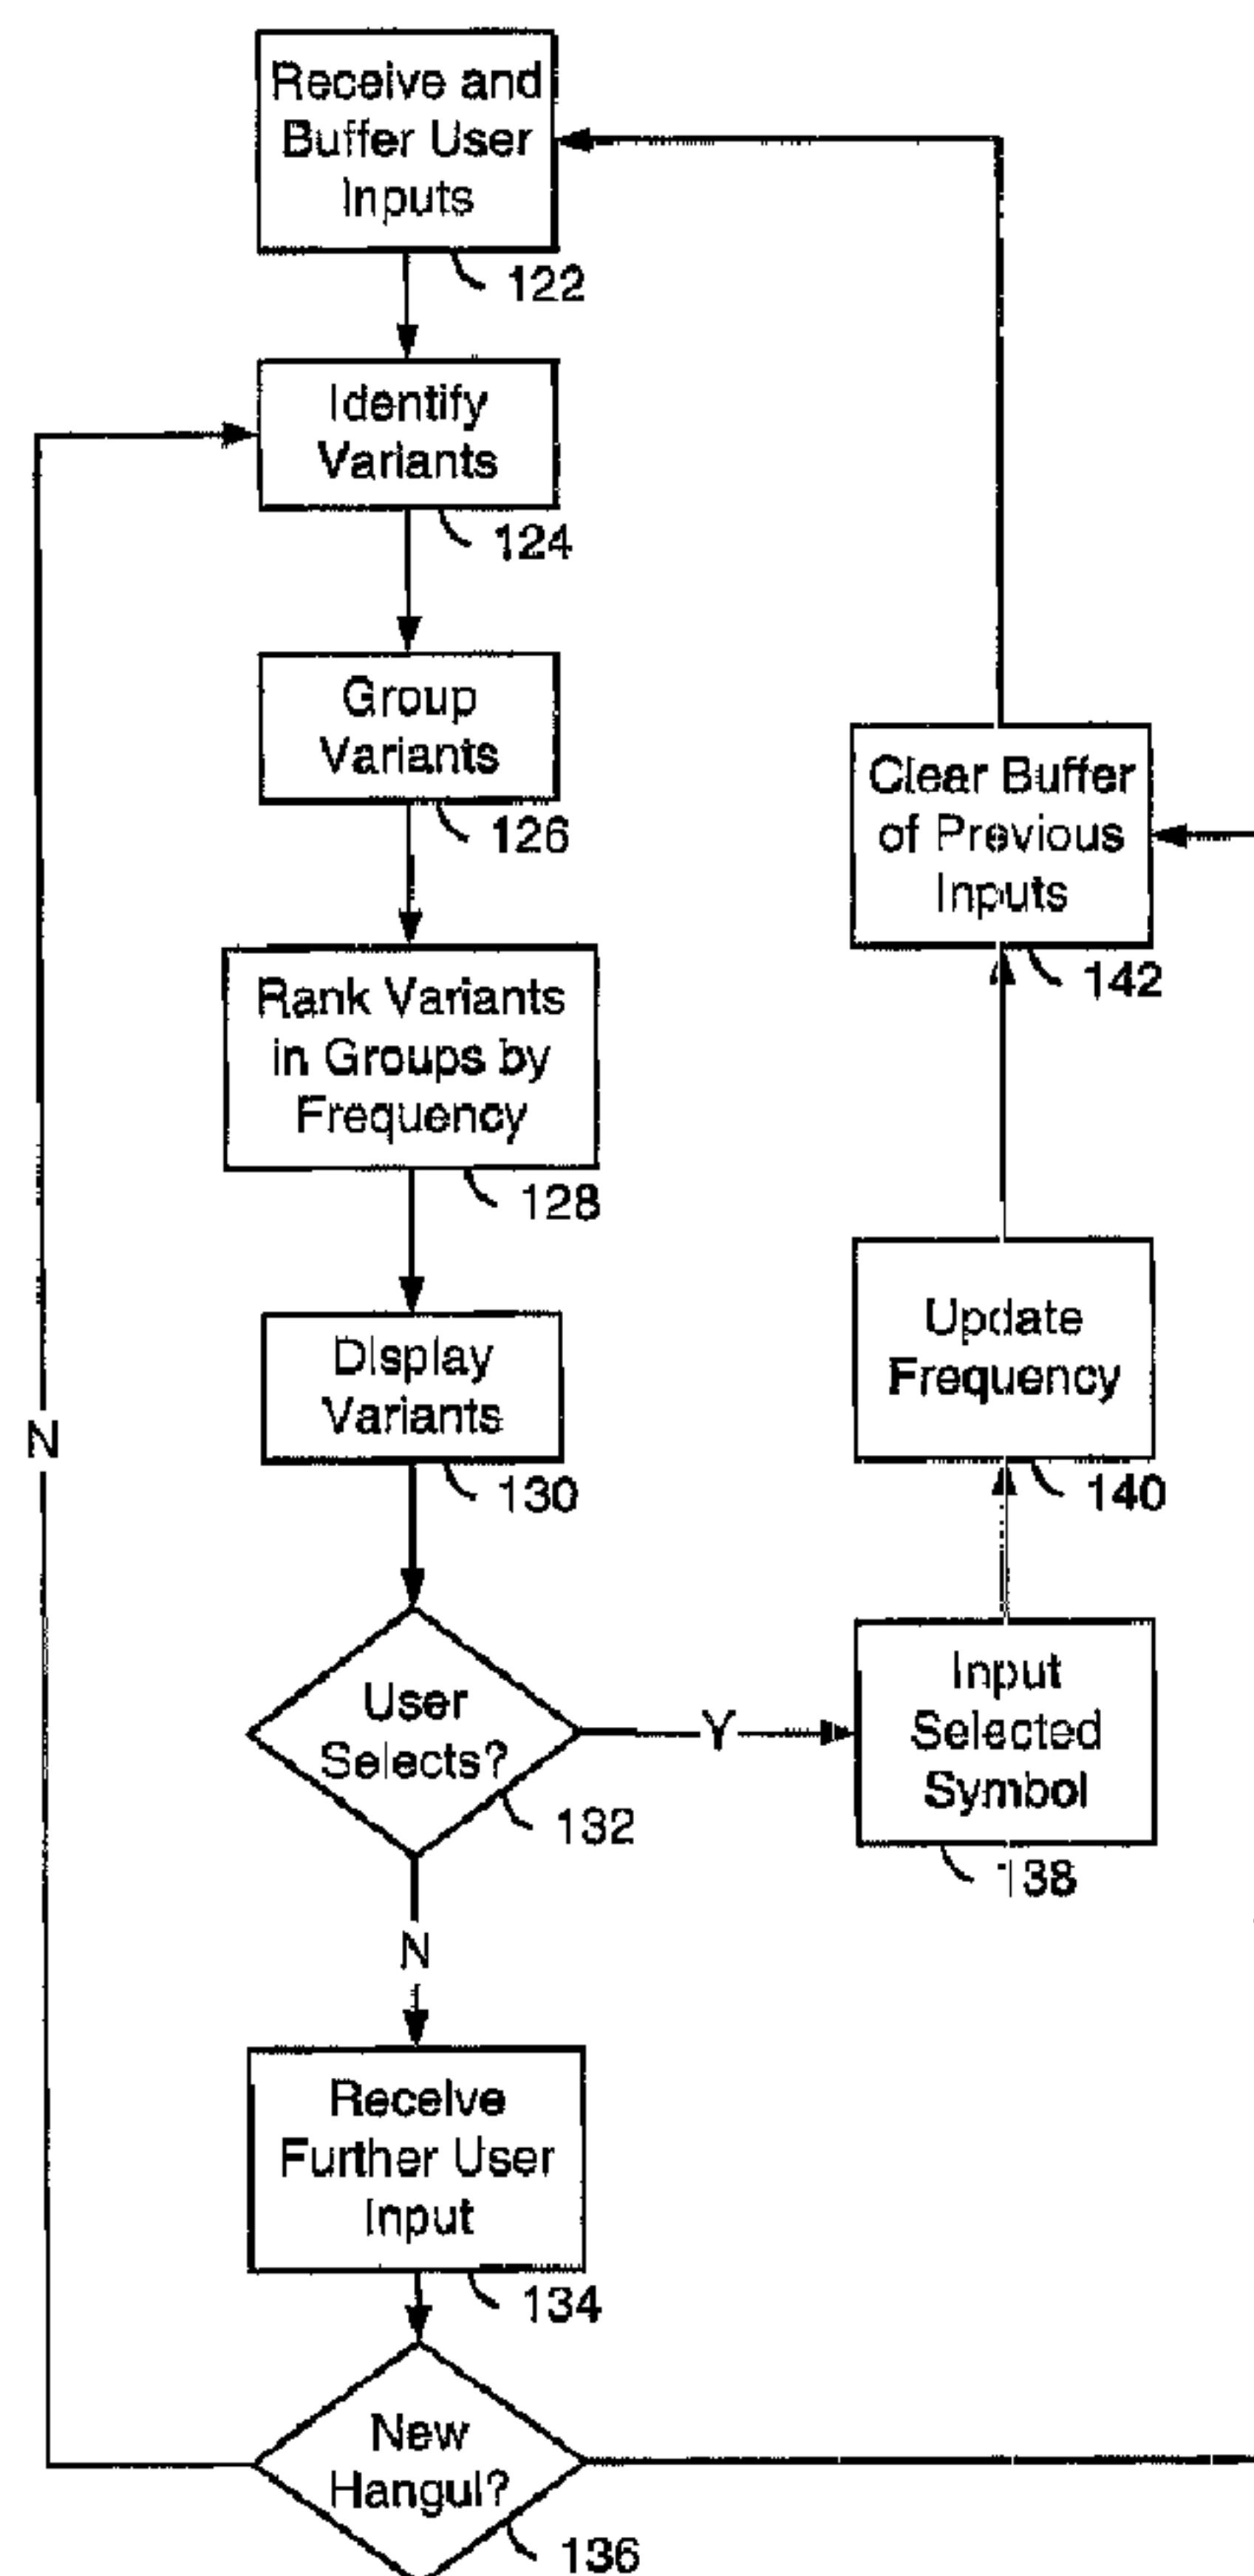 Receive and
Buffer User
Inputs
122
Identify
Variants
124
Group
Variants
126
Rank Variants
in Groups by
Frequency
128
Display
Variants
130
User
Selects?
132
Y
N
Receive
Further User
Input
134
New
Hangul?
136
N
Input
Selected
Symbol
138
Update
Frequency
140
Clear Buffer
of Previous
Inputs
142